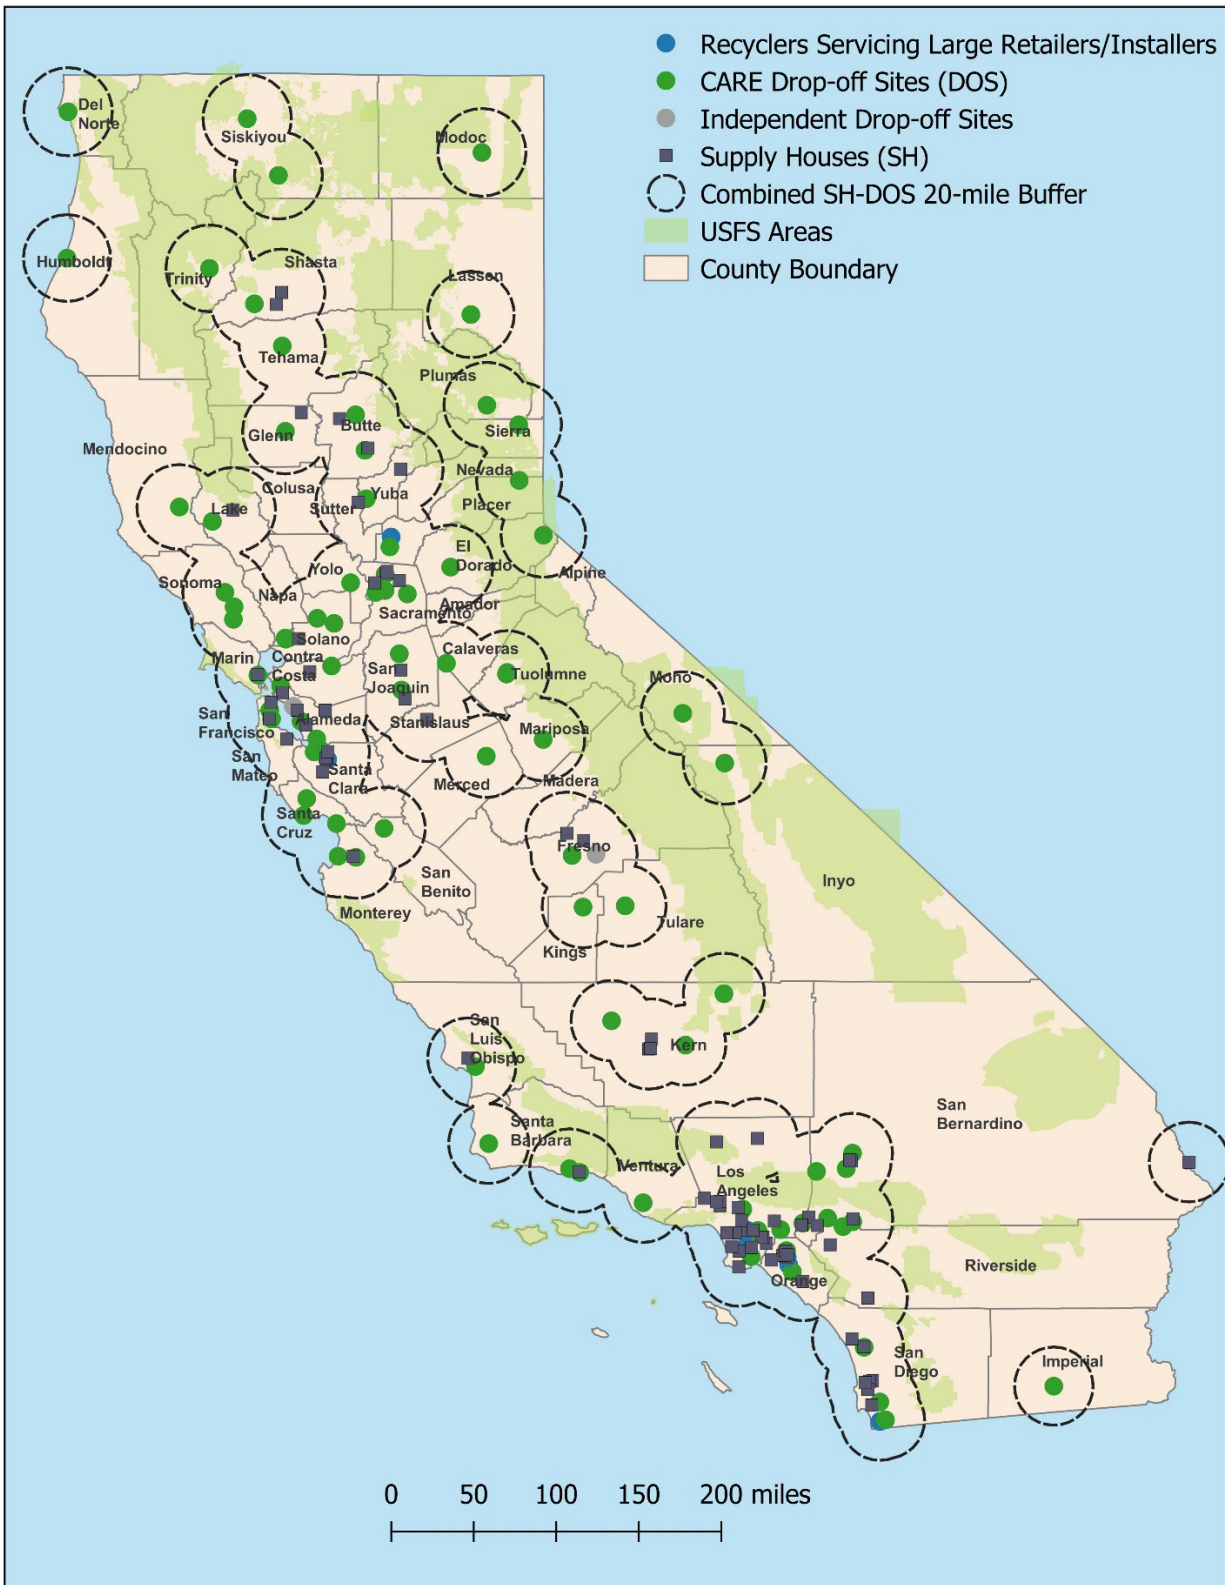 Recyclers Servicing Large Retailers/Installers
CARE Drop-off Sites (DOS)
Independent Drop-off Sites
Supply Houses (SH)
Combined SH-DOS 20-mile Buffer
USFS Areas
County Boundary
Del
Norte
Siskiyou
Modoc
Humboldt
Trinity
Shasta
Lassen
Tehama
Plumas
Mendocino
Glenn
Butte
Sierra
Colusa
Nevada
Lake
Sutter
Yuba
Placer
Sonoma
Napa
Yolo
El
Dorado
Alpine
Sacramento
Amador
Solano
Marin
Contra
Costa
San
Joaquin
Calaveras
Tuolumne
Mono
San
Francisco
Alameda
Stanislaus
Mariposa
San
Mateo
Santa
Clara
Merced
Madera
Santa
Cruz
Fresno
San
Benito
Inyo
Monterey
Tulare
Kings
San
Luis
Obispo
Kern
Santa
Barbara
Ventura
Los
Angeles
San
Bernardino
Orange
Riverside
San
Diego
Imperial
0 50 100 150 200 miles